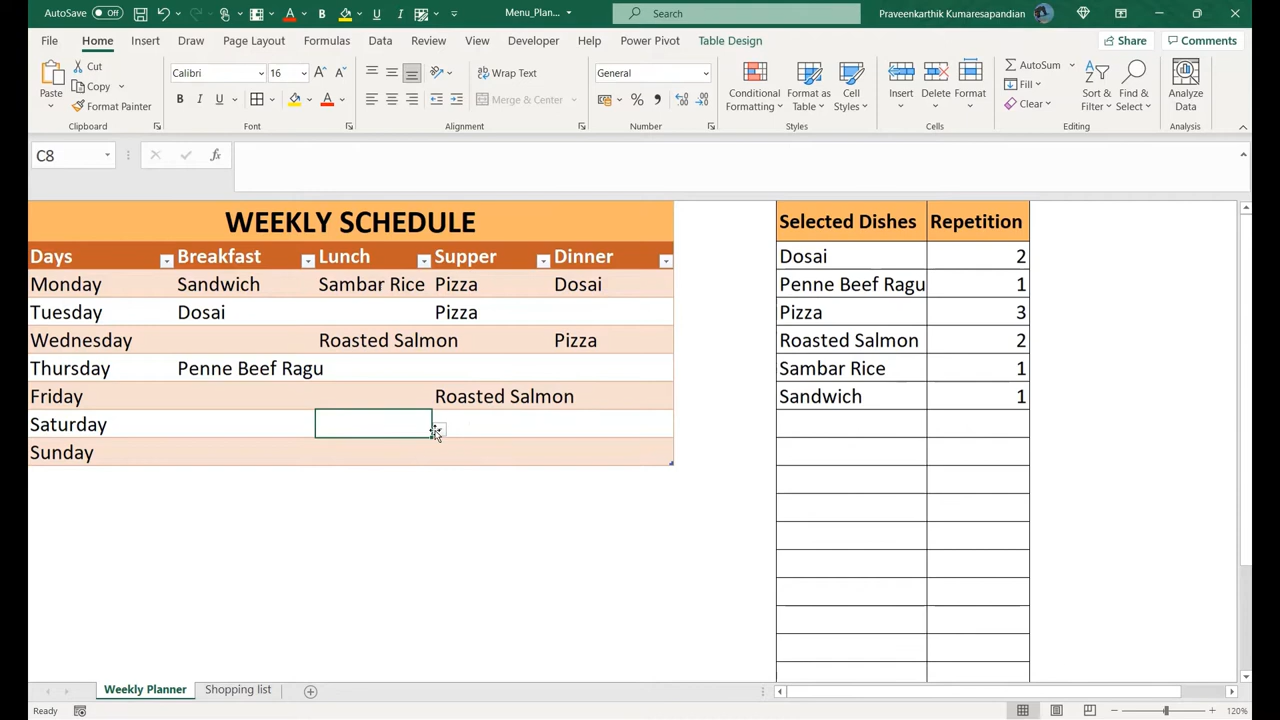 AutoSave Off Menu_Plan... Search Praveenkarthik Kumaresapandian
File Home Insert Draw Page Layout Formulas Data Review View Developer Help Power Pivot Table Design Share Comments
Paste Cut Copy Format Painter
Calibri 16
Wrap Text
Merge & Center
General
Conditional Formatting Format as Table Cell Styles
Insert Delete Format
AutoSum Fill Clear
Sort & Filter Find & Select
Analyze Data
Clipboard Font Alignment Number Styles Cells Editing Analysis
C8
WEEKLY SCHEDULE
Days Breakfast Lunch Supper Dinner
Monday Sandwich Sambar Rice Pizza Dosai
Tuesday Dosai Pizza
Wednesday Roasted Salmon Pizza
Thursday Penne Beef Ragu
Friday Roasted Salmon
Saturday
Sunday
Selected Dishes Repetition
Dosai 2
Penne Beef Ragu 1
Pizza 3
Roasted Salmon 2
Sambar Rice 1
Sandwich 1
Weekly Planner Shopping list
Ready 120%